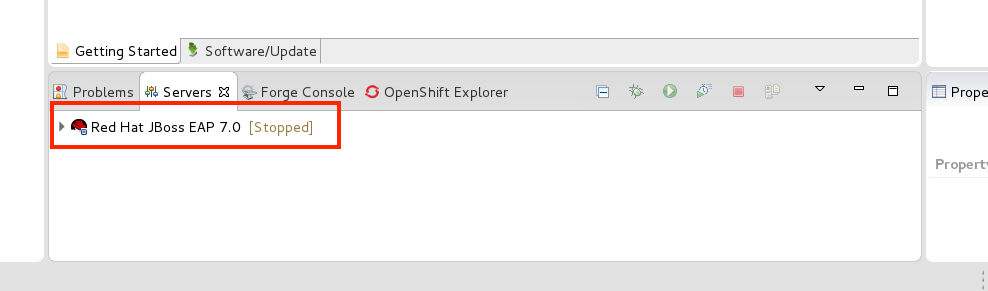 Getting Started Software/Update
Problems Servers Forge Console OpenShift Explorer Prope
Red Hat JBoss EAP 7.0 [Stopped]
Property